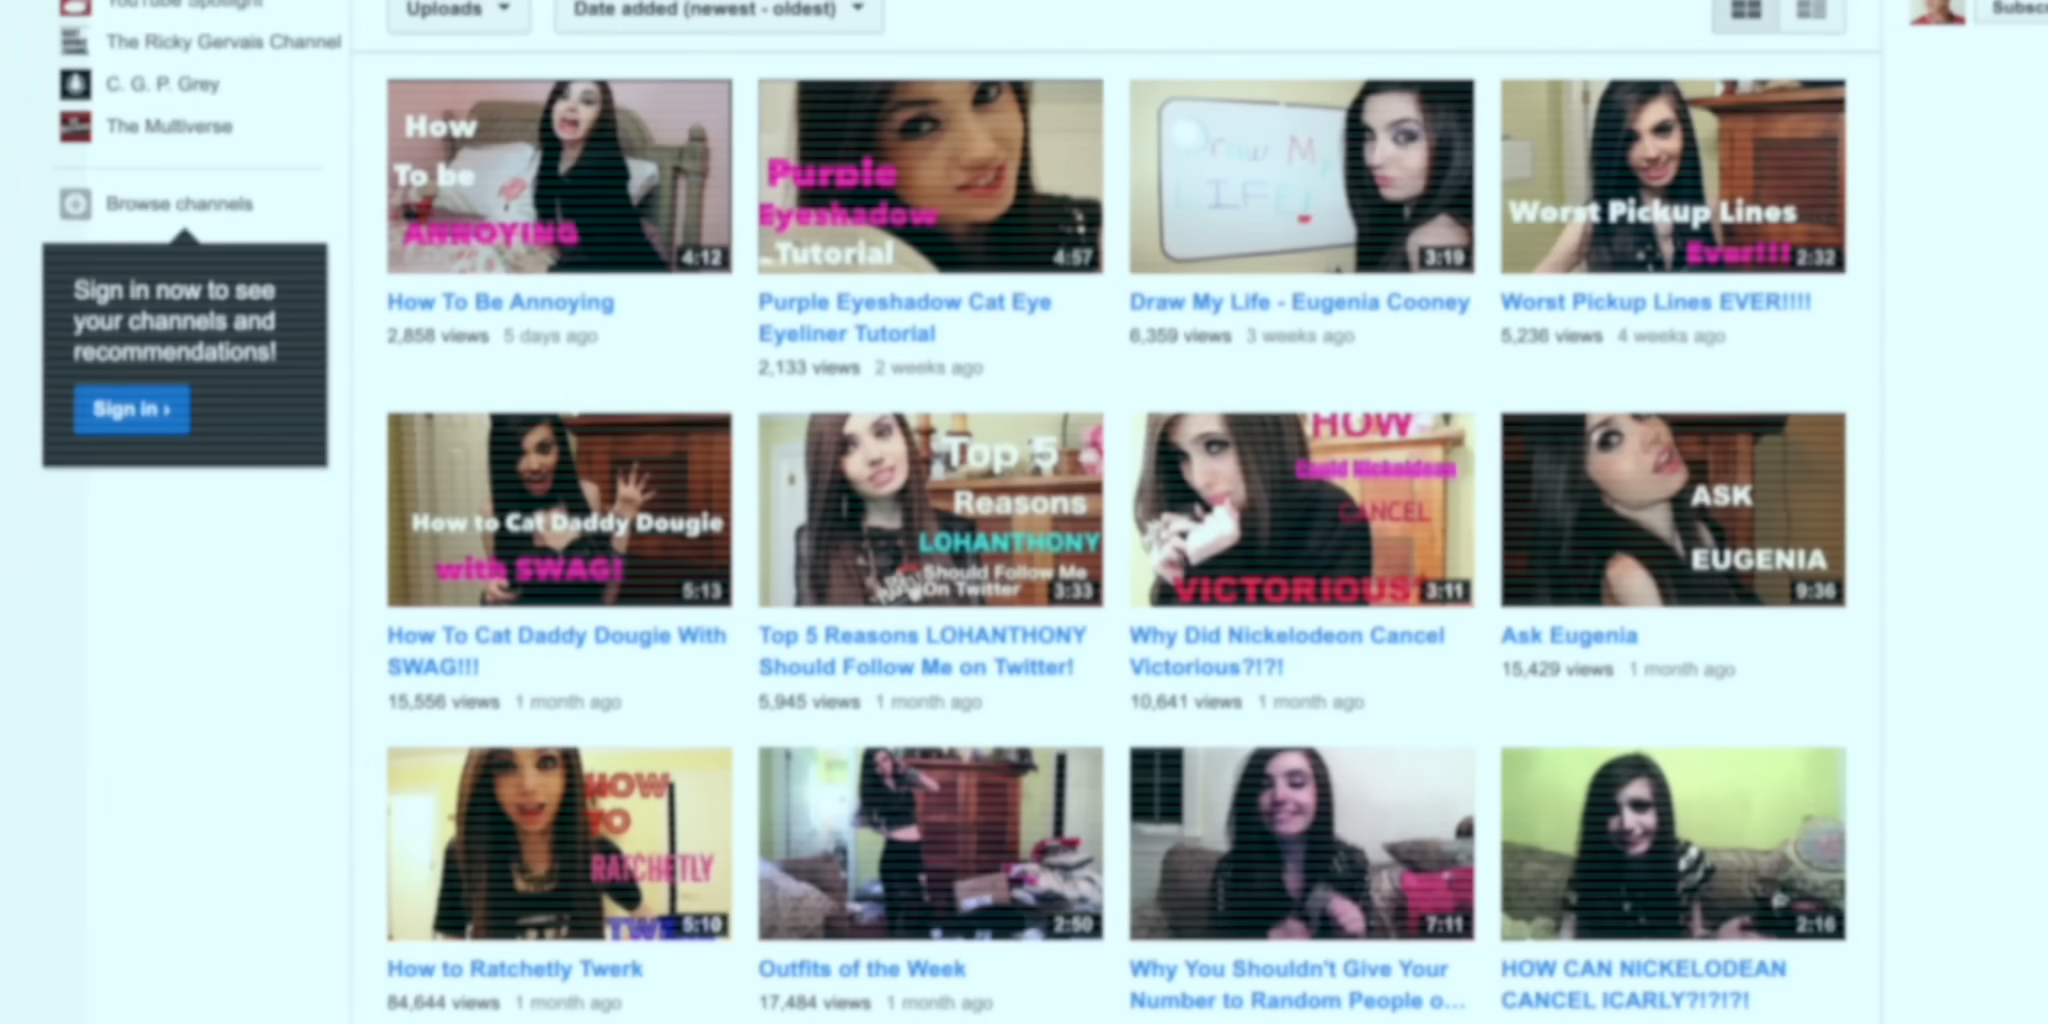 YouTube Spotlight
Uploads
Date added (newest - oldest)
The Ricky Gervais Channel
C. G. P. Grey
The Multiverse
Browse channels
Sign in now to see
your channels and
recommendations!
Sign in ›
How
To be
ANNOYING
4:12
How To Be Annoying
2,858 views 5 days ago
Purple
Eyeshadow
Tutorial
4:57
Purple Eyeshadow Cat Eye
Eyeliner Tutorial
2,133 views 2 weeks ago
Draw My
LIFE!
3:19
Draw My Life - Eugenia Cooney
6,359 views 3 weeks ago
Worst Pickup Lines
Ever!!!
2:32
Worst Pickup Lines EVER!!!!
5,236 views 4 weeks ago
How to Cat Daddy Dougie
with SWAG!
5:13
How To Cat Daddy Dougie With
SWAG!!!
15,556 views 1 month ago
Top 5
Reasons
LOHANTHONY
Should Follow Me
On Twitter
3:33
Top 5 Reasons LOHANTHONY
Should Follow Me on Twitter!
5,945 views 1 month ago
HOW
Could Nickelodean
CANCEL
VICTORIOUS
3:11
Why Did Nickelodeon Cancel
Victorious?!?!
10,641 views 1 month ago
ASK
EUGENIA
9:36
Ask Eugenia
15,429 views 1 month ago
HOW
TO
RATCHETLY
5:10
How to Ratchetly Twerk
84,644 views 1 month ago
2:50
Outfits of the Week
17,484 views 1 month ago
7:11
Why You Shouldn't Give Your
Number to Random People o...
2:16
HOW CAN NICKELODEAN
CANCEL ICARLY?!?!?!